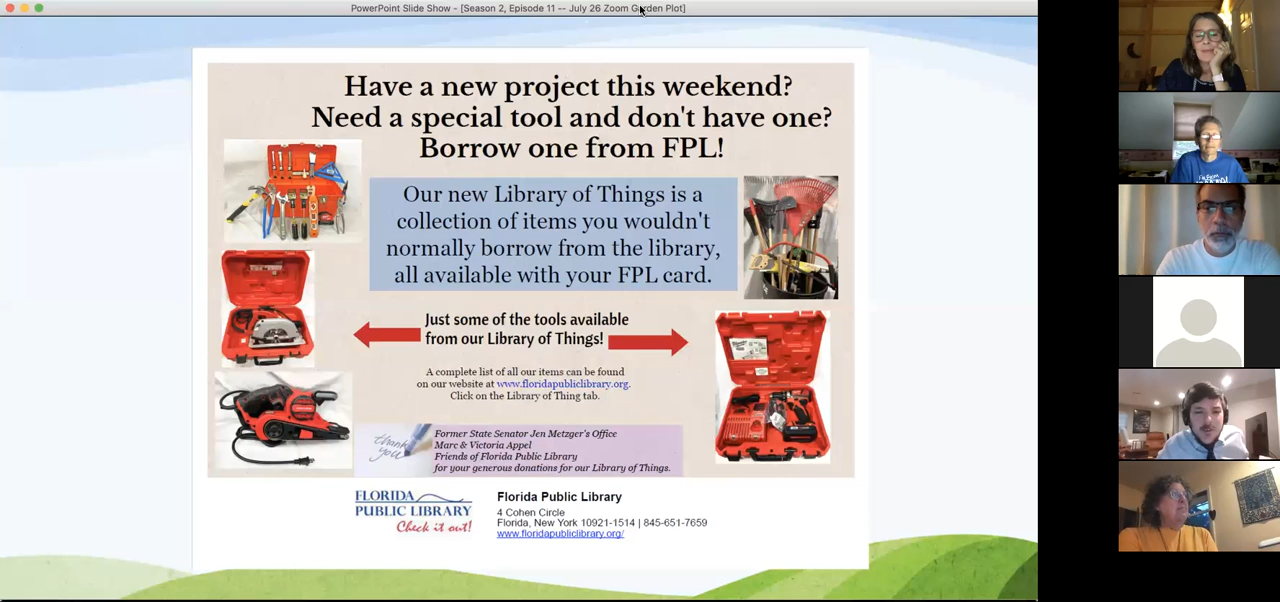 PowerPoint Slide Show - [Season 2, Episode 11 -- July 26 Zoom Garden Plot]
Have a new project this weekend?
Need a special tool and don't have one?
Borrow one from FPL!
Our new Library of Things is a
collection of items you wouldn't
normally borrow from the library,
all available with your FPL card.
Just some of the tools available
from our Library of Things!
A complete list of all our items can be found
on our website at www.floridapubliclibrary.org.
Click on the Library of Thing tab.
thank
you
Former State Senator Jen Metzger's Office
Marc & Victoria Appel
Friends of Florida Public Library
for your generous donations for our Library of Things.
FLORIDA
PUBLIC LIBRARY
Check it out!
Florida Public Library
4 Cohen Circle
Florida, New York 10921-1514 | 845-651-7659
www.floridapubliclibrary.org/